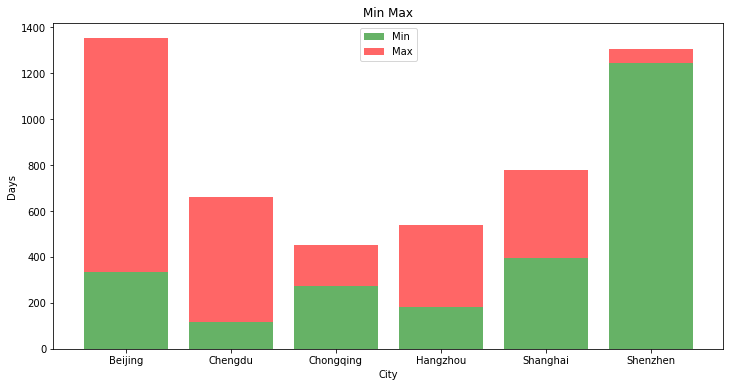 Min Max
Min
Max
1400
1200
1000
800
600
400
200
0
Days
Beijing Chengdu Chongqing Hangzhou Shanghai Shenzhen
City